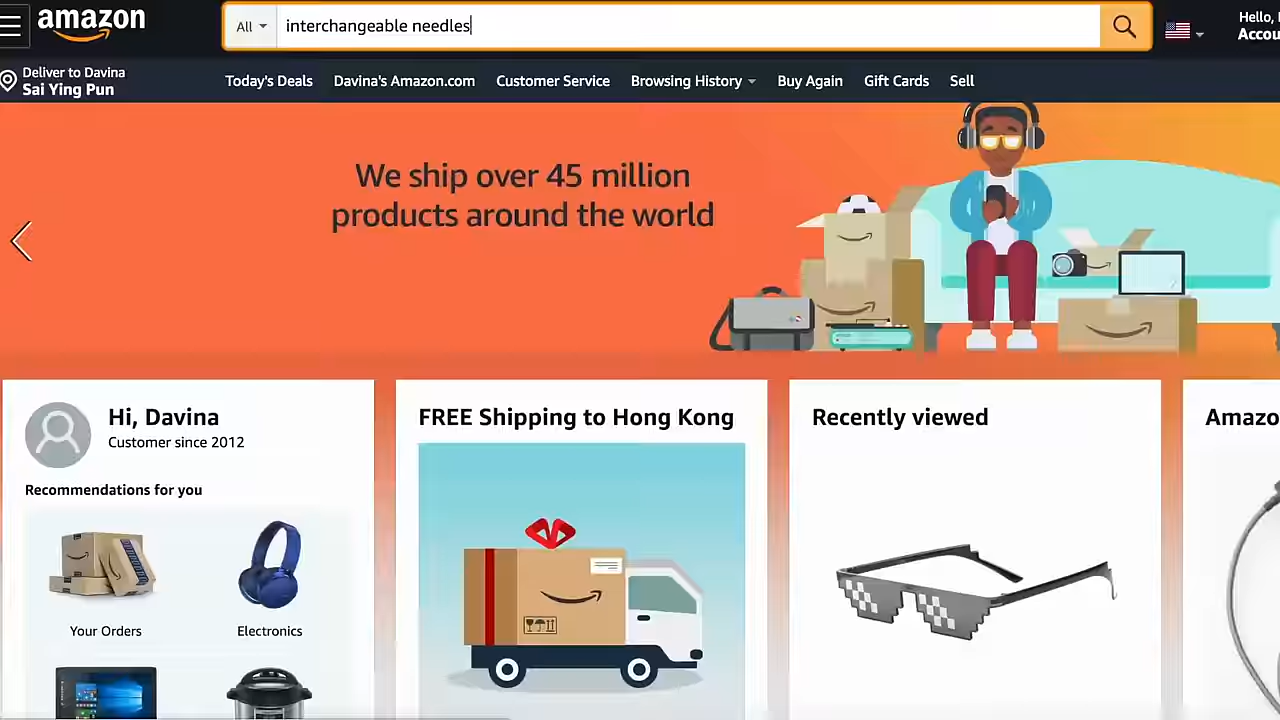 amazon
All
interchangeable needles
Hello,
Deliver to Davina
Sai Ying Pun
Today's Deals
Davina's Amazon.com
Customer Service
Browsing History
Buy Again
Gift Cards
Sell
We ship over 45 million
products around the world
Hi, Davina
Customer since 2012
Recommendations for you
Your Orders
Electronics
FREE Shipping to Hong Kong
Recently viewed